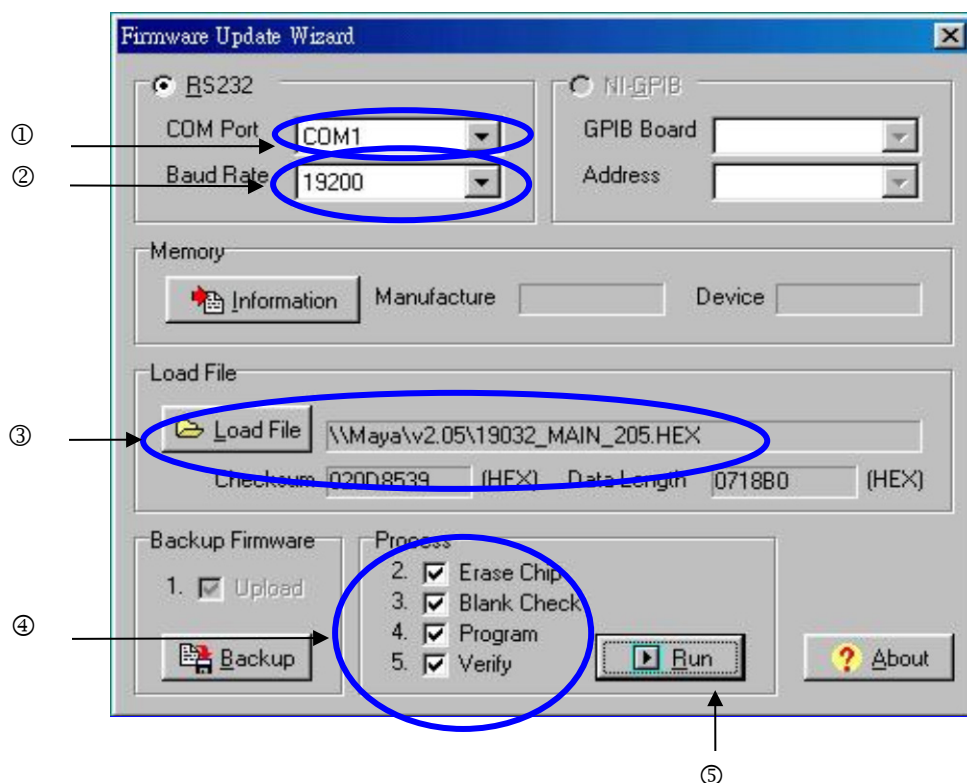 Firmware Update Wizard
RS232
NI-GPIB
① COM Port COM1
GPIB Board
② Baud Rate 19200
Address
Memory
Information Manufacture Device
Load File
③ Load File \\Maya\v2.05\19032_MAIN_205.HEX
Checksum 020D8539 (HEX) Data Length 0718B0 (HEX)
Backup Firmware
1. Upload
Backup
Process
④
2. Erase Chip
3. Blank Check
4. Program
5. Verify
Run
? About
⑤